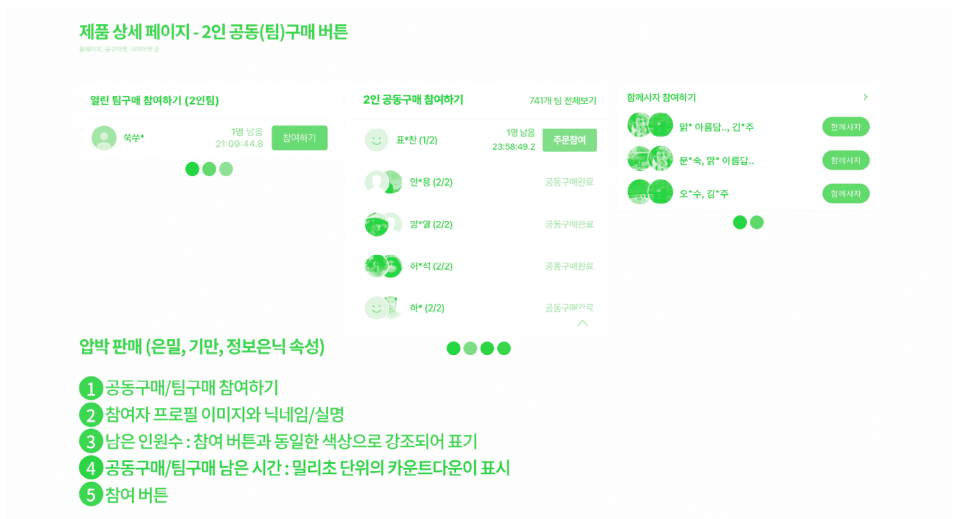 제품 상세 페이지 - 2인 공동(팀)구매 버튼
열린 팀구매 참여하기 (2인팀)
쑥쑤*
1명 남음
21:09:44.8
참여하기
2인 공동구매 참여하기
741개 팀 전체보기
표*찬 (1/2)
1명 남음
23:58:49.2
주문참여
안*용 (2/2)
공동구매완료
양*열 (2/2)
공동구매완료
허*석 (2/2)
공동구매완료
하* (2/2)
공동구매완료
함께사자 참여하기
맑* 아름답.., 김*주
함께사자
문*숙, 맑* 이름답..
함께사자
오*수, 김*주
함께사자
압박 판매 (은밀, 기만, 정보은닉 속성)
1 공동구매/팀구매 참여하기
2 참여자 프로필 이미지와 닉네임/실명
3 남은 인원수 : 참여 버튼과 동일한 색상으로 강조되어 표기
4 공동구매/팀구매 남은 시간 : 밀리초 단위의 카운트다운이 표시
5 참여 버튼